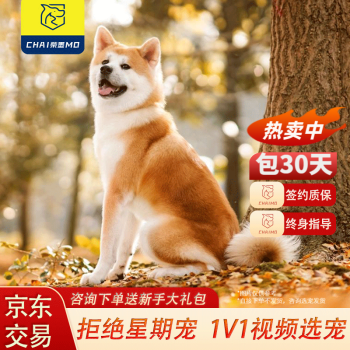 CHAI柴墨MO
热卖中
包30天
CHAIMO
签约质保
CHAIMO
终身指导
咨询下单送新手大礼包
京东
交易
拒绝星期宠 1V1视频选宠